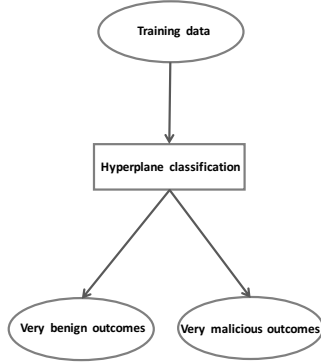 Training data
Hyperplane classification
Very benign outcomes
Very malicious outcomes